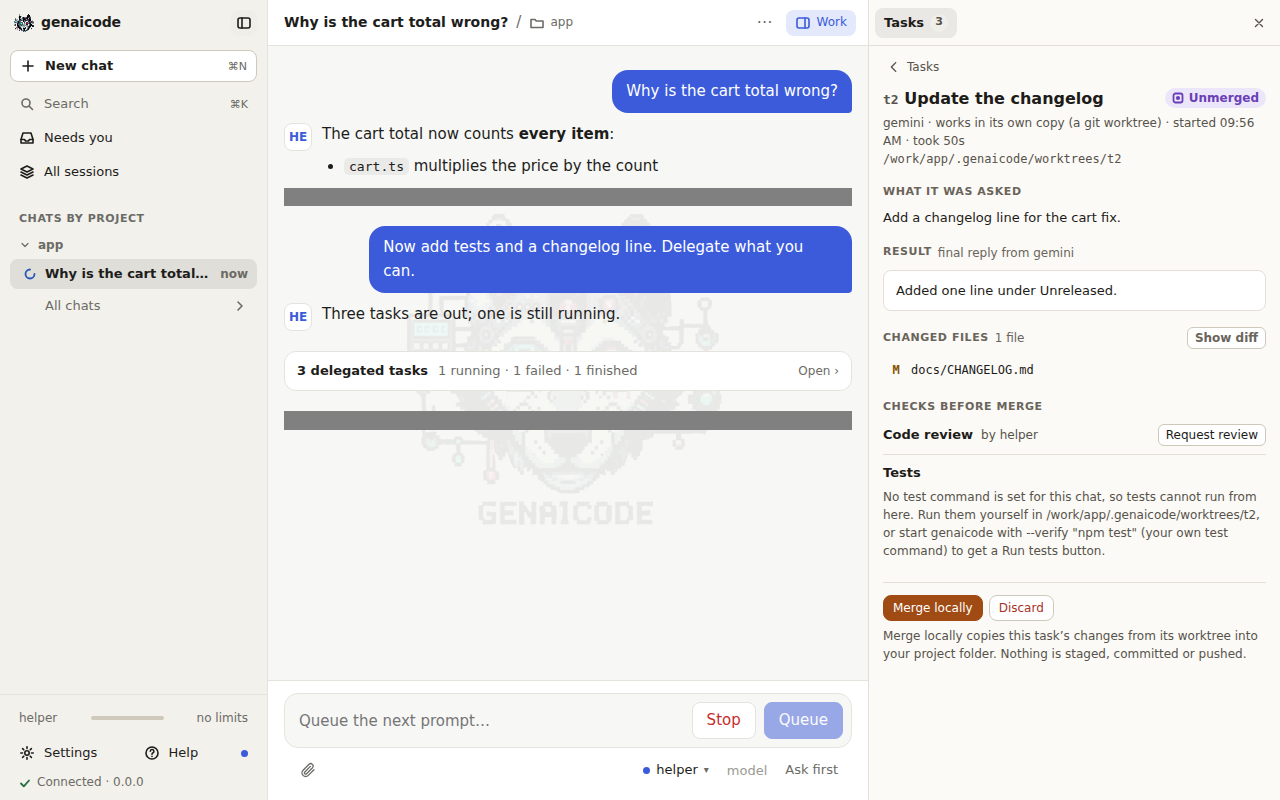 genaicode
New chat ⌘N
Search ⌘K
Needs you
All sessions
CHATS BY PROJECT
app
Why is the cart total… now
All chats
helper no limits
Settings Help
Connected · 0.0.0
Why is the cart total wrong? / app
··· Work
Why is the cart total wrong?
HE The cart total now counts every item:
• cart.ts multiplies the price by the count
Now add tests and a changelog line. Delegate what you
can.
HE Three tasks are out; one is still running.
3 delegated tasks 1 running · 1 failed · 1 finished Open ›
GENAICODE
Queue the next prompt… Stop Queue
helper ▾ model Ask first
Tasks 3 ×
Tasks
t2 Update the changelog Unmerged
gemini · works in its own copy (a git worktree) · started 09:56
AM · took 50s
/work/app/.genaicode/worktrees/t2
WHAT IT WAS ASKED
Add a changelog line for the cart fix.
RESULT final reply from gemini
Added one line under Unreleased.
CHANGED FILES 1 file Show diff
M docs/CHANGELOG.md
CHECKS BEFORE MERGE
Code review by helper Request review
Tests
No test command is set for this chat, so tests cannot run from
here. Run them yourself in /work/app/.genaicode/worktrees/t2,
or start genaicode with --verify "npm test" (your own test
command) to get a Run tests button.
Merge locally Discard
Merge locally copies this task’s changes from its worktree into
your project folder. Nothing is staged, committed or pushed.